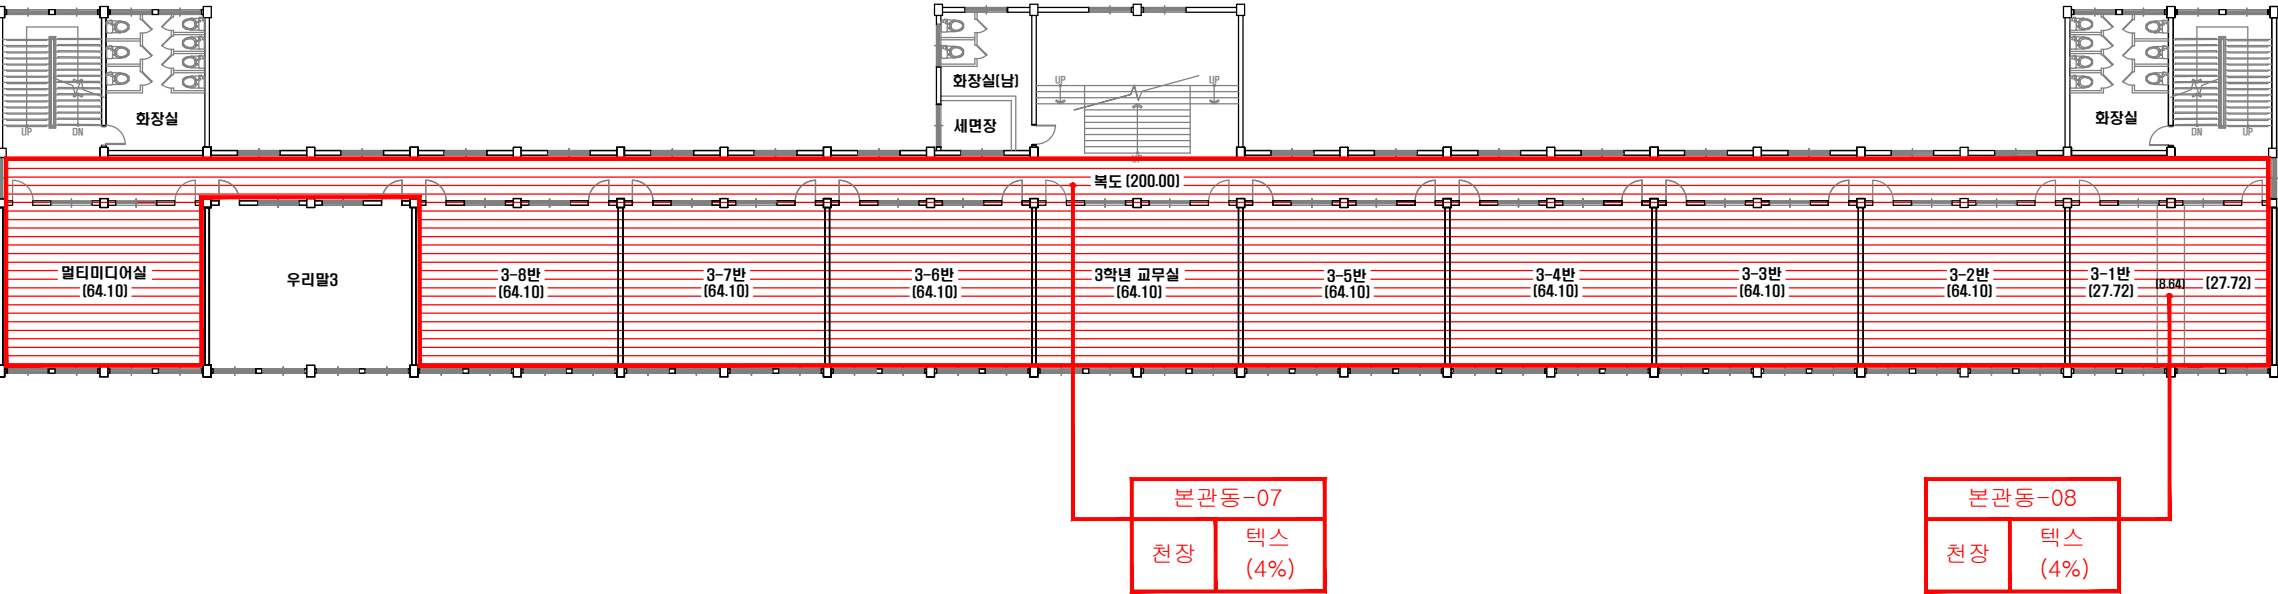 UP
UP
화장실(남)
화장실
세면장
화장실
UP
DN
DN
UP
UP
복도 (200.00)
멀티미디어실
(64.10)
우리말3
3-8반
(64.10)
3-7반
(64.10)
3-6반
(64.10)
3학년 교무실
(64.10)
3-5반
(64.10)
3-4반
(64.10)
3-3반
(64.10)
3-2반
(64.10)
3-1반
(27.72)
(8.64)
(27.72)
본관동-07
천장
텍스
(4%)
본관동-08
천장
텍스
(4%)